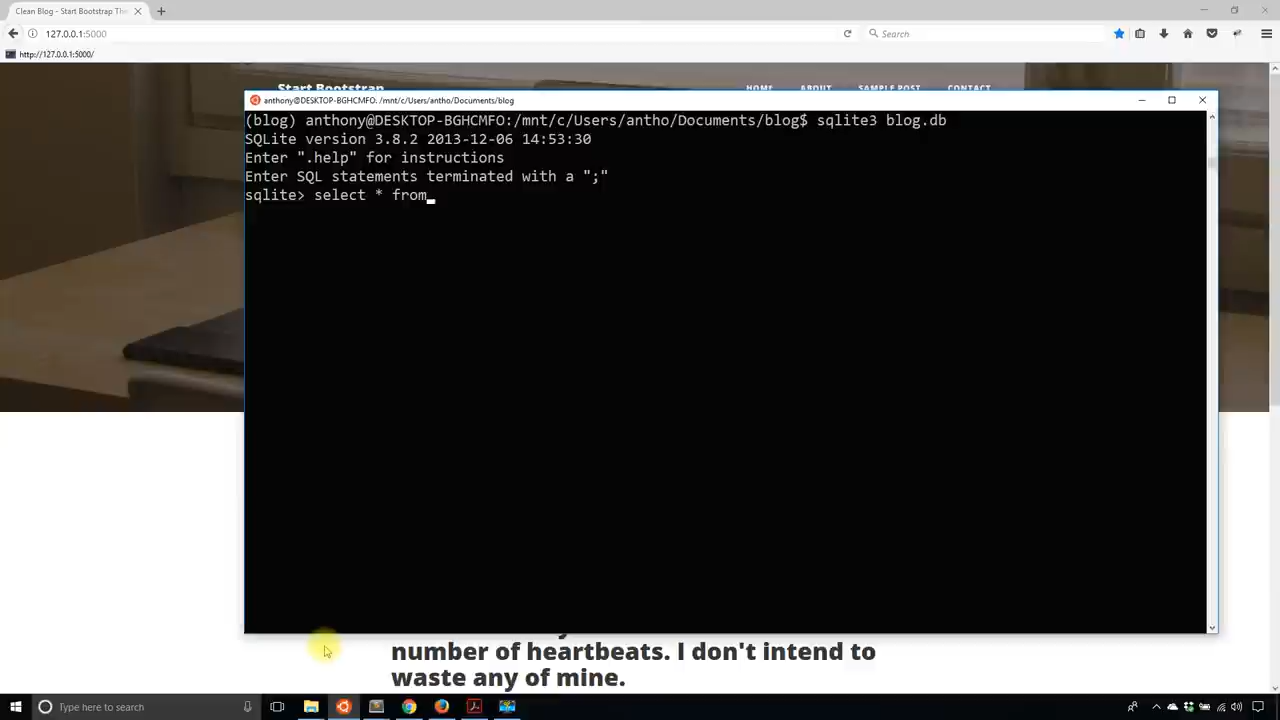 Clean Blog - Start Bootstrap The
127.0.0.1:5000
Search
http://127.0.0.1:5000/
Start Bootstrap
HOME ABOUT SAMPLE POST CONTACT
anthony@DESKTOP-BGHCMFO: /mnt/c/Users/antho/Documents/blog
(blog) anthony@DESKTOP-BGHCMFO:/mnt/c/Users/antho/Documents/blog$ sqlite3 blog.db
SQLite version 3.8.2 2013-12-06 14:53:30
Enter ".help" for instructions
Enter SQL statements terminated with a ";"
sqlite> select * from
number of heartbeats. I don't intend to
waste any of mine.
Type here to search